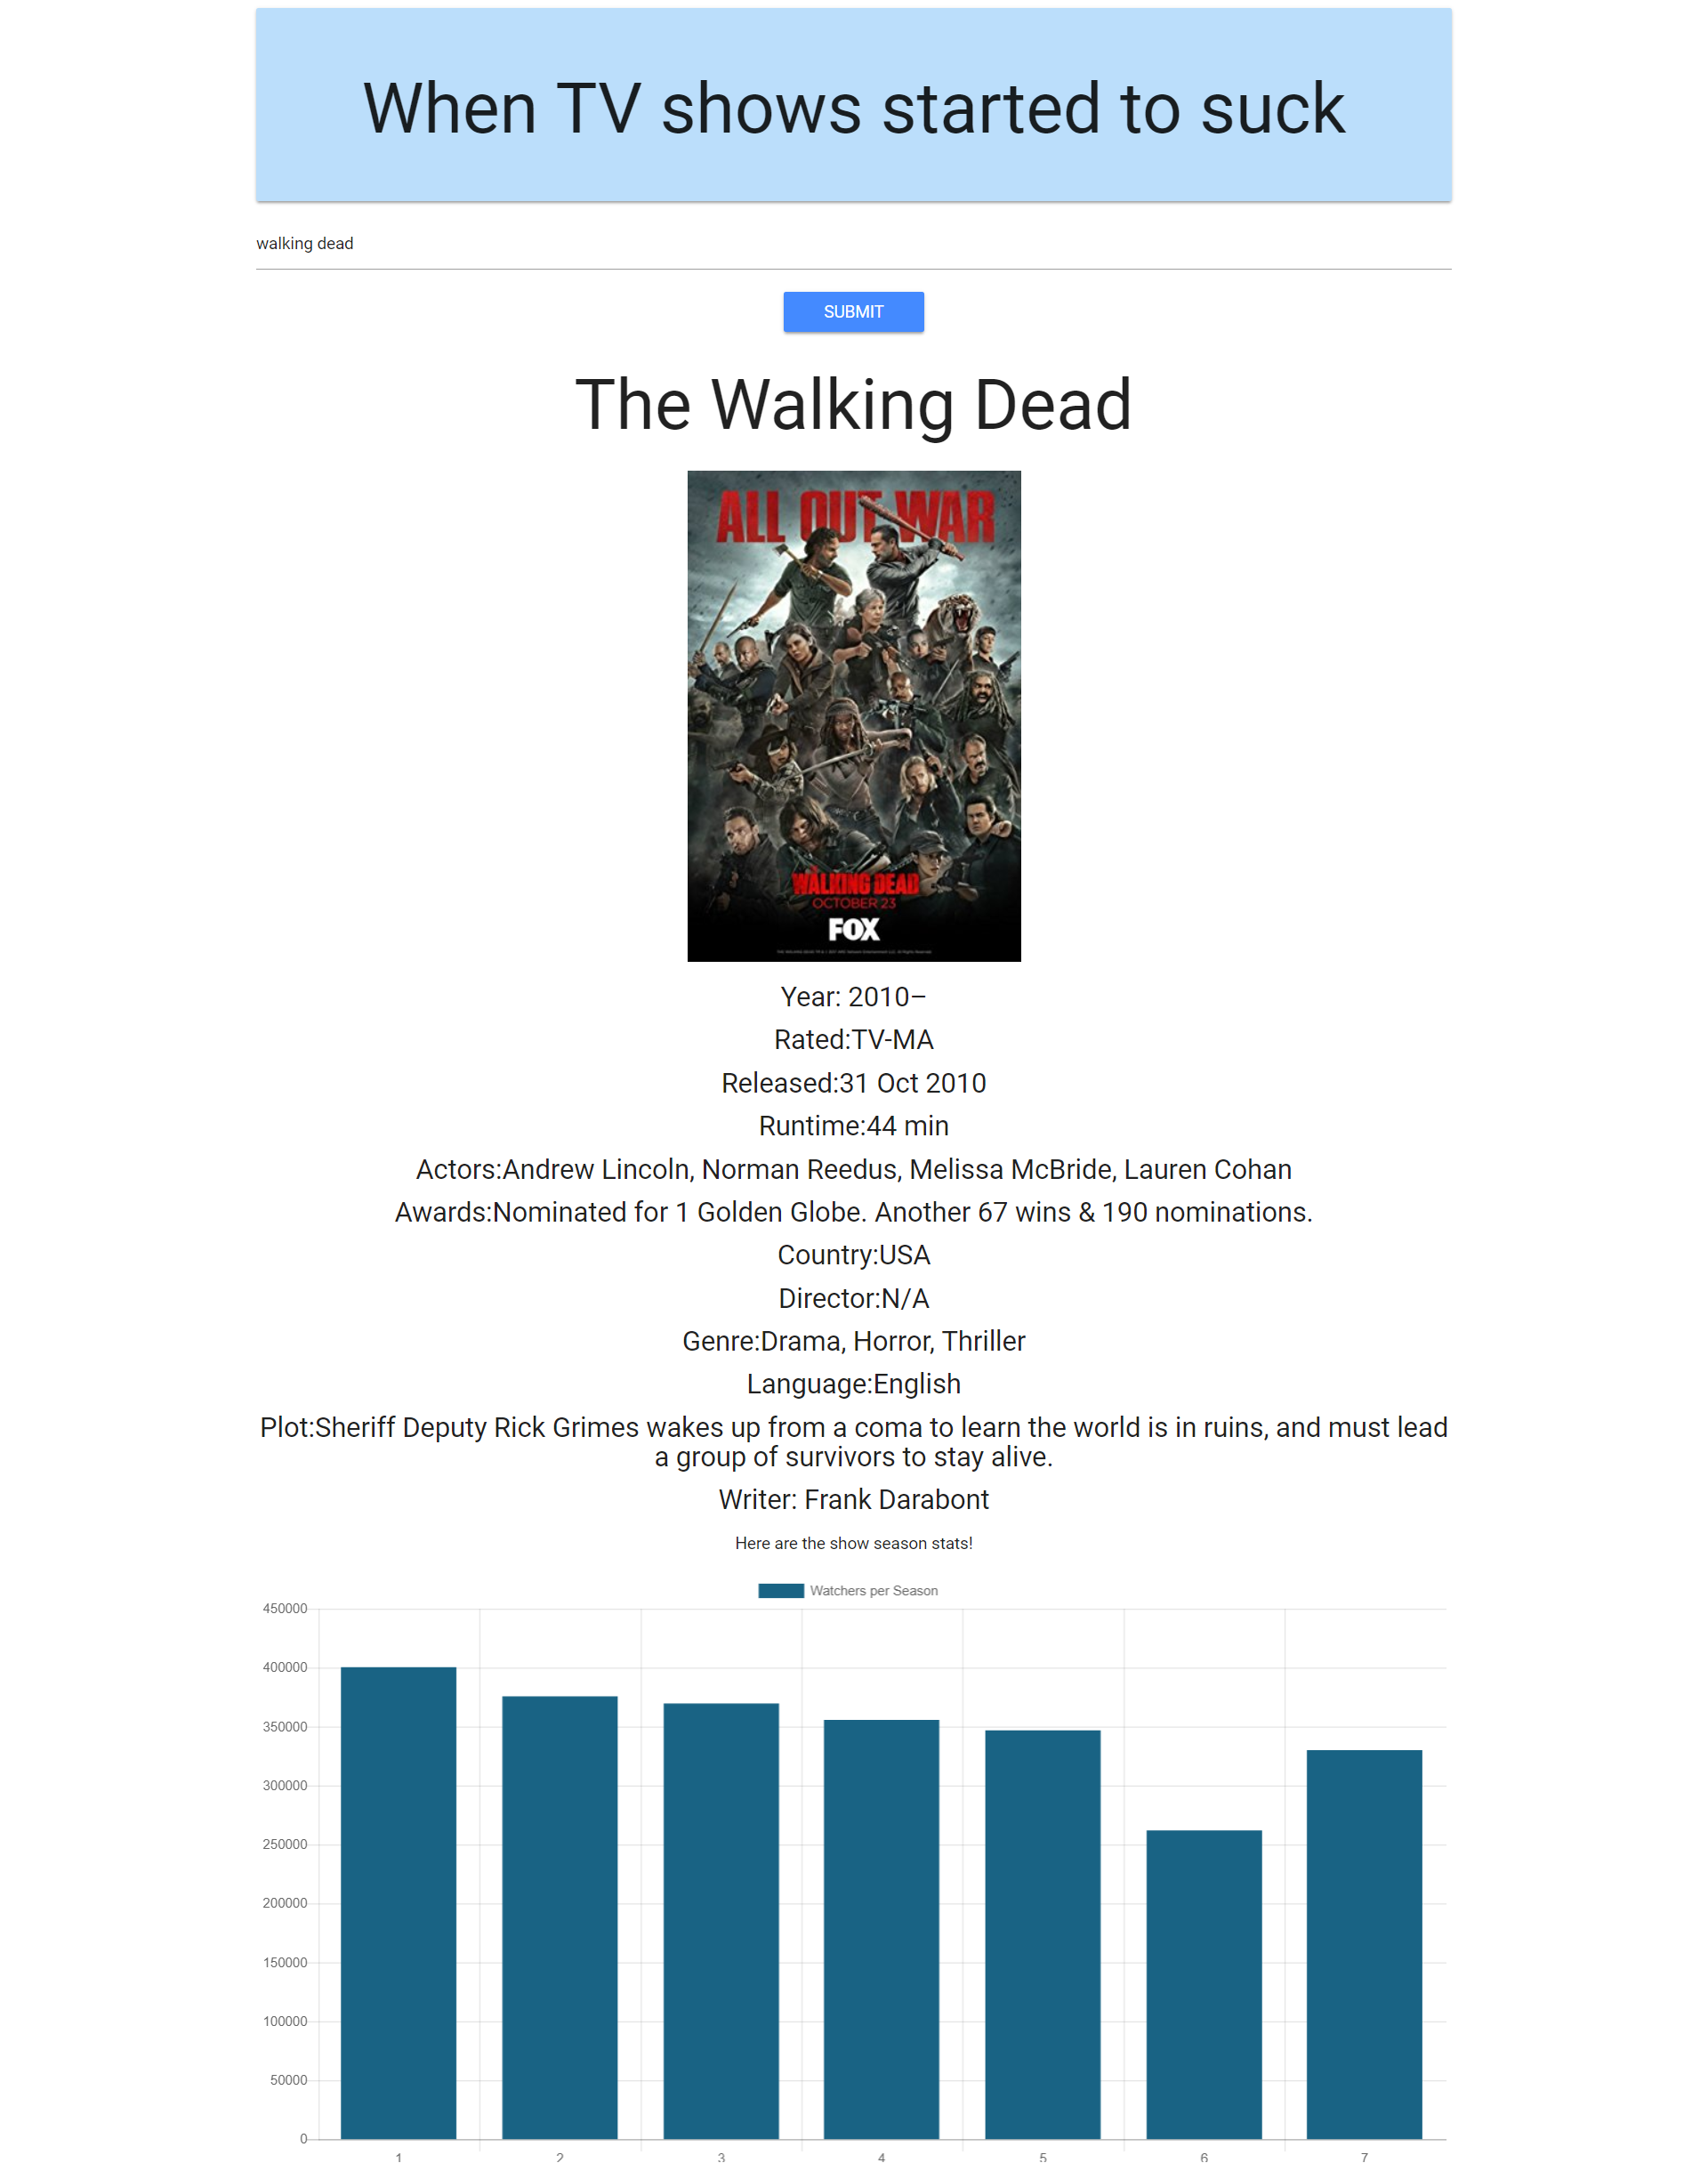 When TV shows started to suck
walking dead
SUBMIT
The Walking Dead
ALL OUT WAR
WALKING DEAD
OCTOBER 23
FOX
Year: 2010–
Rated:TV-MA
Released:31 Oct 2010
Runtime:44 min
Actors:Andrew Lincoln, Norman Reedus, Melissa McBride, Lauren Cohan
Awards:Nominated for 1 Golden Globe. Another 67 wins & 190 nominations.
Country:USA
Director:N/A
Genre:Drama, Horror, Thriller
Language:English
Plot:Sheriff Deputy Rick Grimes wakes up from a coma to learn the world is in ruins, and must lead
a group of survivors to stay alive.
Writer: Frank Darabont
Here are the show season stats!
Watchers per Season
450000
400000
350000
300000
250000
200000
150000
100000
50000
0
1 2 3 4 5 6 7